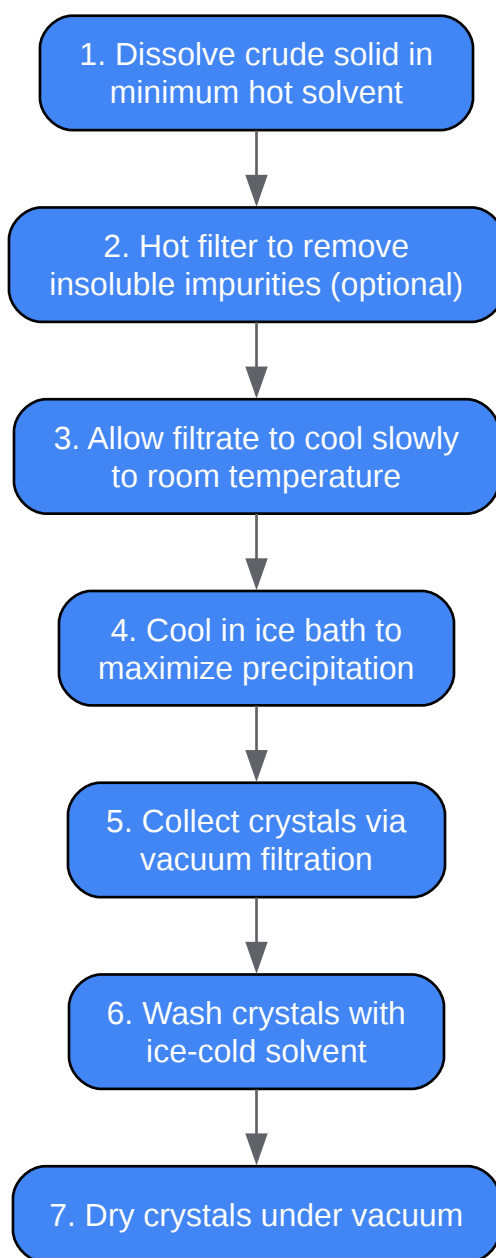 1. Dissolve crude solid in
minimum hot solvent
2. Hot filter to remove
insoluble impurities (optional)
3. Allow filtrate to cool slowly
to room temperature
4. Cool in ice bath to
maximize precipitation
5. Collect crystals via
vacuum filtration
6. Wash crystals with
ice-cold solvent
7. Dry crystals under vacuum